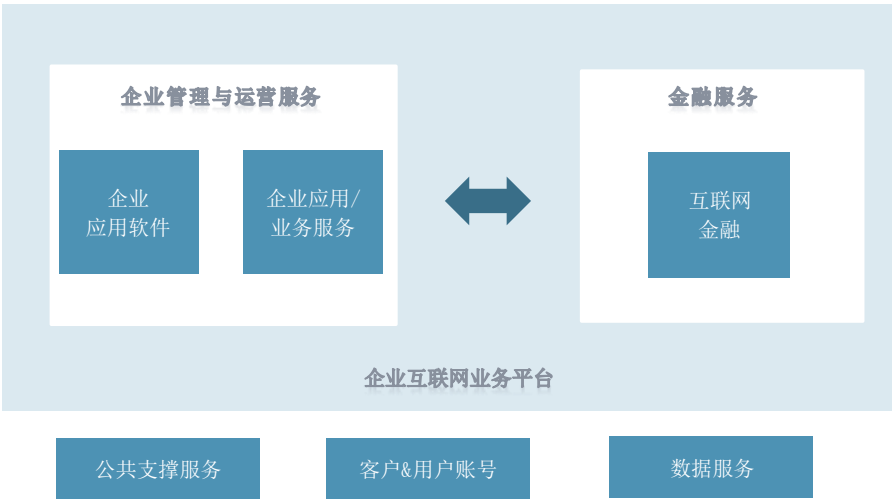 企业管理与运营服务
金融服务
企业
应用软件
企业应用/
业务服务
互联网
金融
企业互联网业务平台
公共支撑服务
客户&用户账号
数据服务